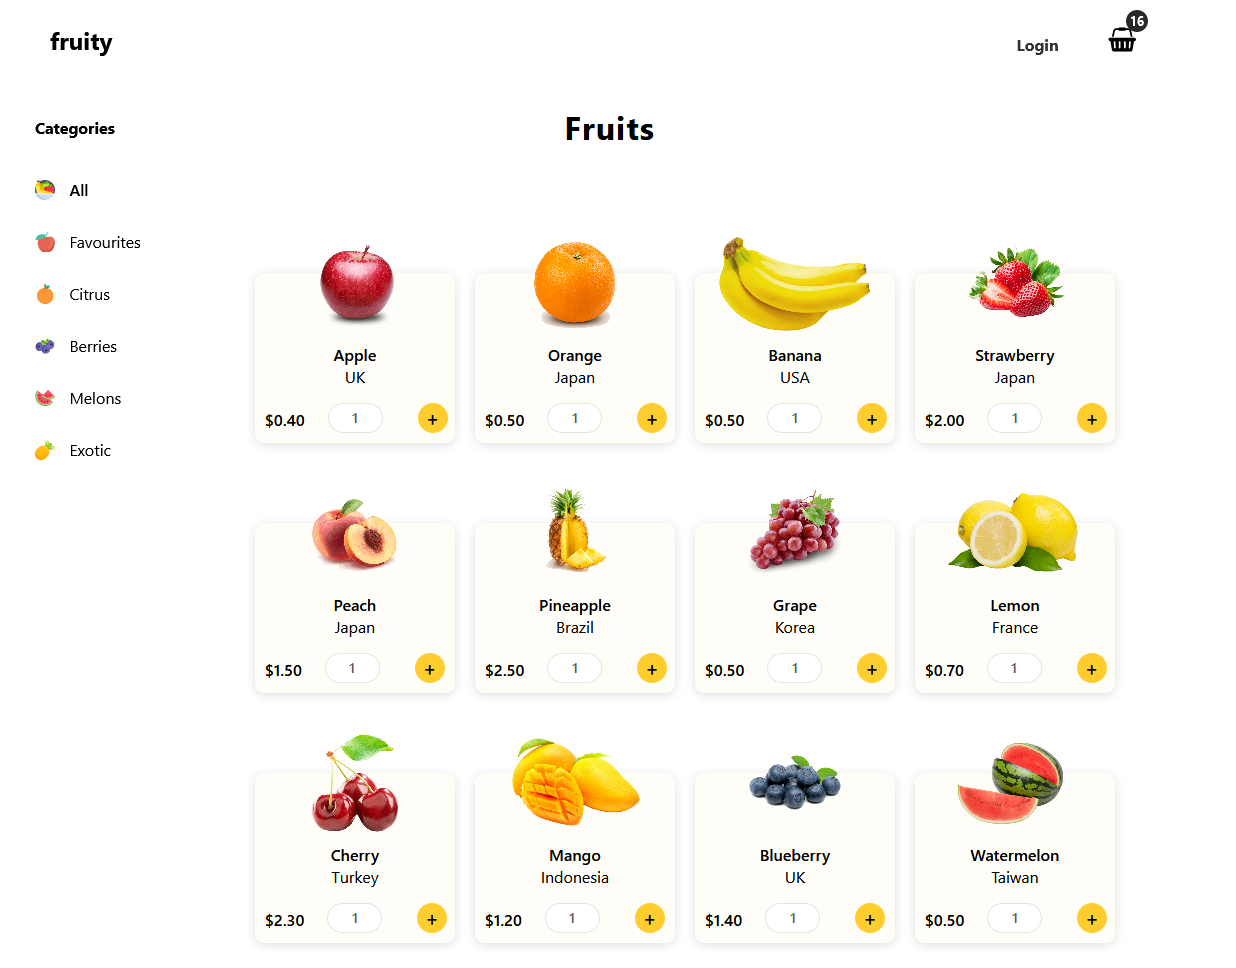 fruity
Login
16
Categories
All
Favourites
Citrus
Berries
Melons
Exotic
Fruits
Apple
UK
$0.40 1 +
Orange
Japan
$0.50 1 +
Banana
USA
$0.50 1 +
Strawberry
Japan
$2.00 1 +
Peach
Japan
$1.50 1 +
Pineapple
Brazil
$2.50 1 +
Grape
Korea
$0.50 1 +
Lemon
France
$0.70 1 +
Cherry
Turkey
$2.30 1 +
Mango
Indonesia
$1.20 1 +
Blueberry
UK
$1.40 1 +
Watermelon
Taiwan
$0.50 1 +